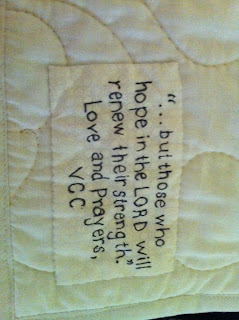 "...but those who
hope in the LORD will
renew their strength."
Love and Prayers,
VCC